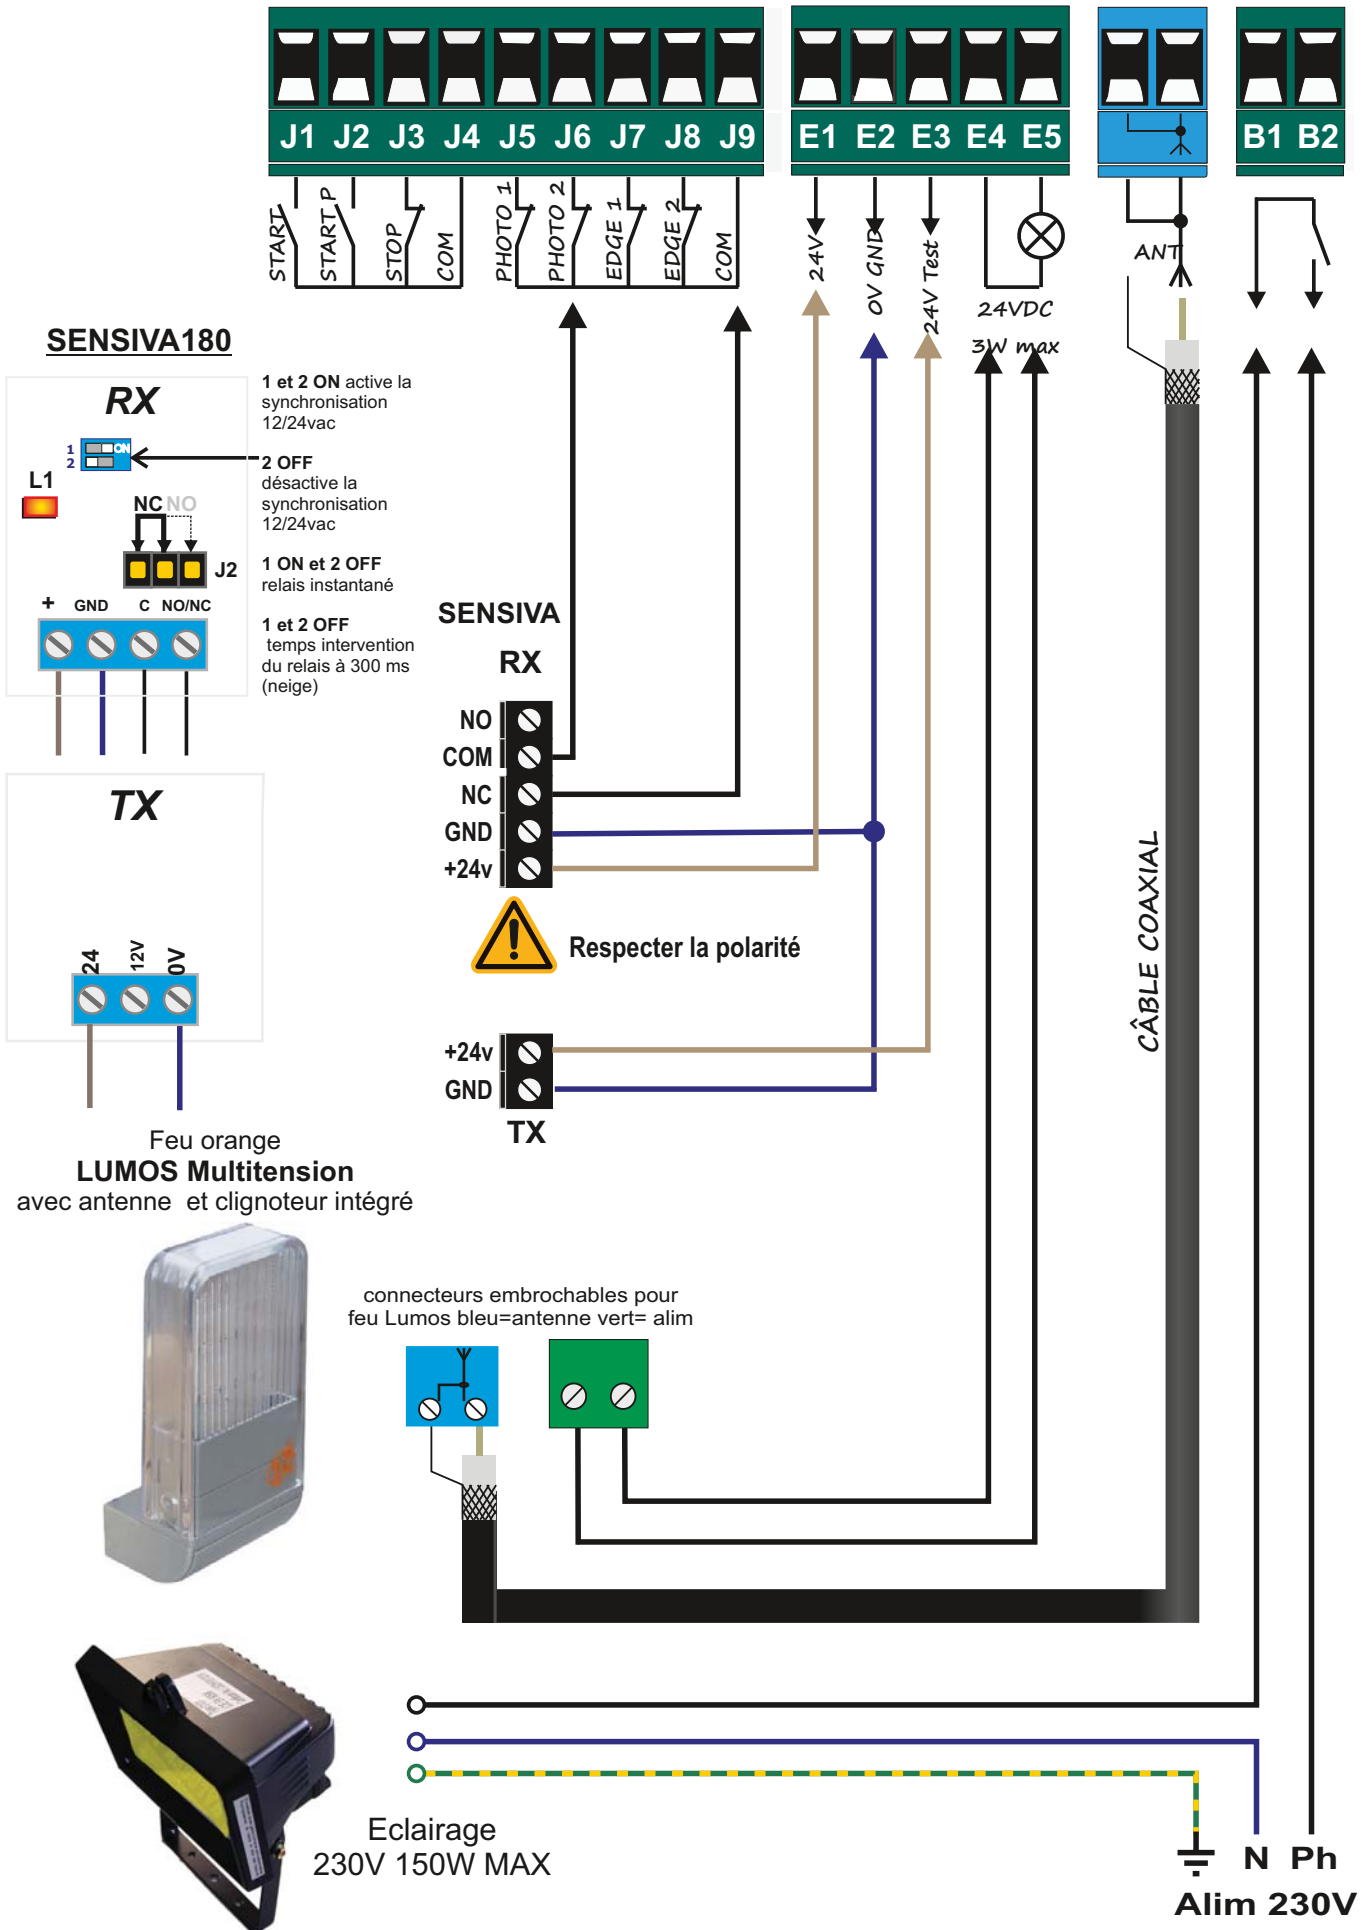 J1 J2 J3 J4 J5 J6 J7 J8 J9 E1 E2 E3 E4 E5 B1 B2
START
START P
STOP
COM
PHOTO 1
PHOTO 2
EDGE 1
EDGE 2
COM
24V
0V GND
24V Test
24VDC
3W max
ANT
SENSIVA180
RX
1
2
ON
L1
NC NO
J2
+ GND C NO/NC
1 et 2 ON active la
synchronisation
12/24vac
2 OFF
désactive la
synchronisation
12/24vac
1 ON et 2 OFF
relais instantané
1 et 2 OFF
temps intervention
du relais à 300 ms
(neige)
SENSIVA
RX
NO
COM
NC
GND
+24v
Respecter la polarité
TX
24
12V
0V
+24v
GND
TX
CÂBLE COAXIAL
Feu orange
LUMOS Multitension
avec antenne et clignoteur intégré
connecteurs embrochables pour
feu Lumos bleu=antenne vert= alim
Eclairage
230V 150W MAX
N Ph
Alim 230V